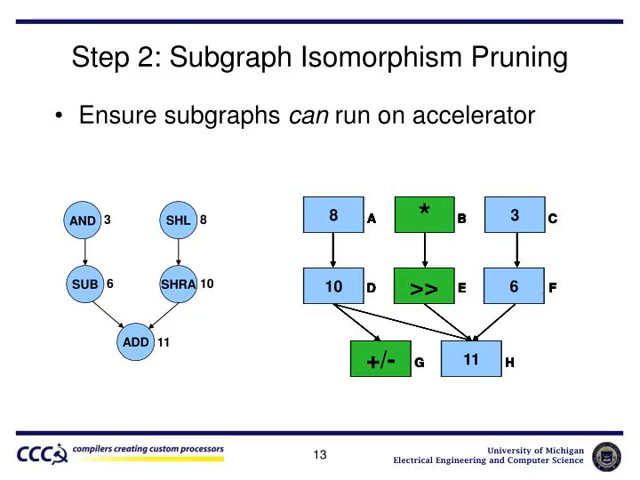 Step 2: Subgraph Isomorphism Pruning
• Ensure subgraphs can run on accelerator
AND 3 SHL 8
8 A * B 3 C
SUB 6 SHRA 10
10 D >> E 6 F
ADD 11
+/- G 11 H
CCC compilers creating custom processors
13
University of Michigan
Electrical Engineering and Computer Science